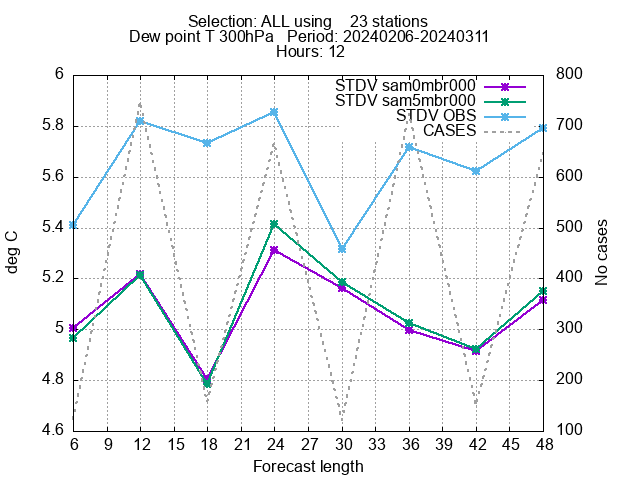 Selection: ALL using    23 stations
Dew point T 300hPa   Period: 20240206-20240311
Hours: 12
STDV sam0mbr000
STDV sam5mbr000
STDV OBS
CASES
6
5.8
5.6
5.4
5.2
5
4.8
4.6
deg C
800
700
600
500
400
300
200
100
No cases
6 12 15 18 21 24 27 30 33 36 39 42 45 48
Forecast length